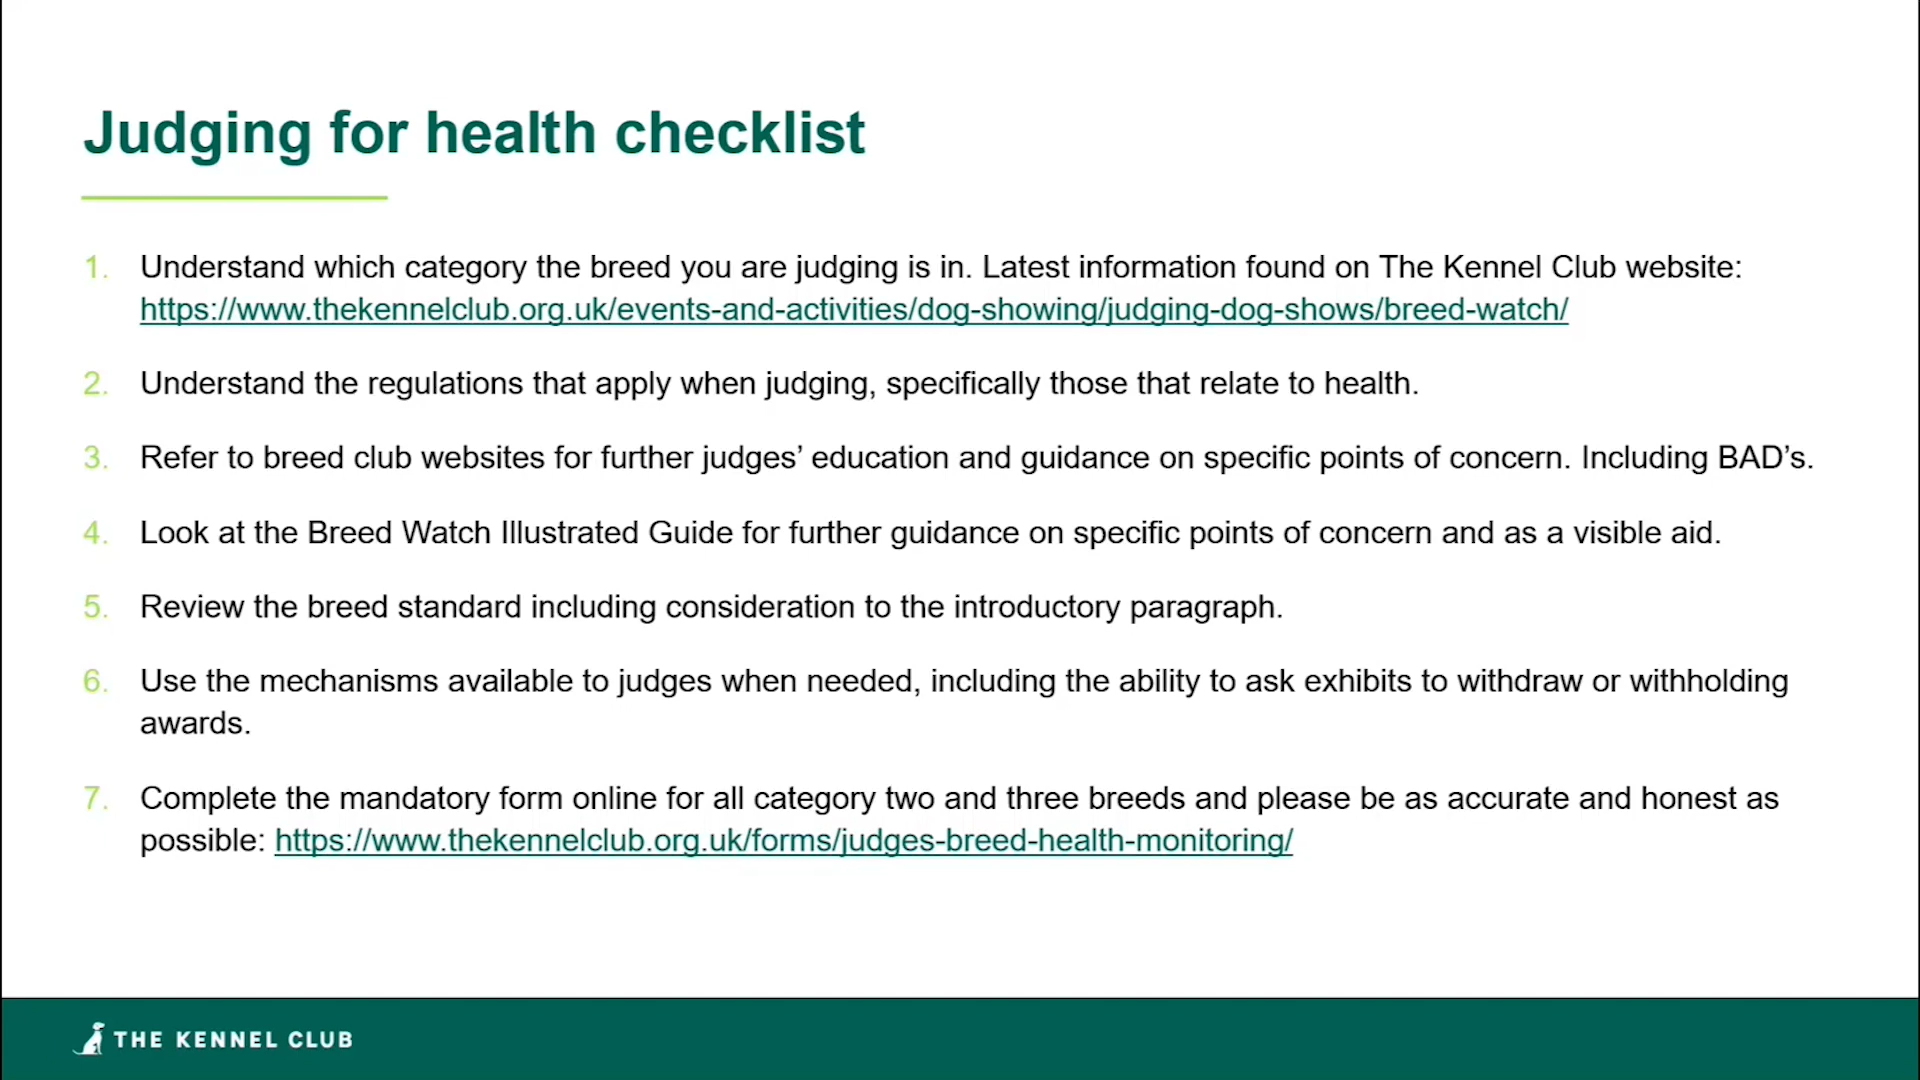 Judging for health checklist
1. Understand which category the breed you are judging is in. Latest information found on The Kennel Club website:
https://www.thekennelclub.org.uk/events-and-activities/dog-showing/judging-dog-shows/breed-watch/
2. Understand the regulations that apply when judging, specifically those that relate to health.
3. Refer to breed club websites for further judges’ education and guidance on specific points of concern. Including BAD’s.
4. Look at the Breed Watch Illustrated Guide for further guidance on specific points of concern and as a visible aid.
5. Review the breed standard including consideration to the introductory paragraph.
6. Use the mechanisms available to judges when needed, including the ability to ask exhibits to withdraw or withholding
awards.
7. Complete the mandatory form online for all category two and three breeds and please be as accurate and honest as
possible: https://www.thekennelclub.org.uk/forms/judges-breed-health-monitoring/
THE KENNEL CLUB